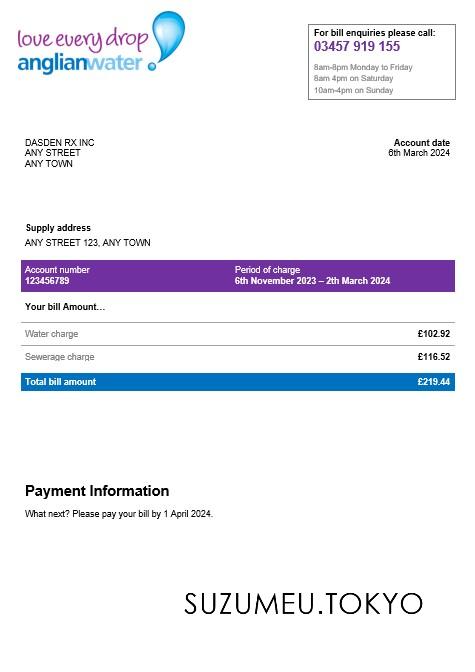 love every drop
anglianwater.
For bill enquiries please call:
03457 919 155
8am-8pm Monday to Friday
8am 4pm on Saturday
10am-4pm on Sunday
DASDEN RX INC
ANY STREET
ANY TOWN
Account date
6th March 2024
Supply address
ANY STREET 123, ANY TOWN
Account number Period of charge
123456789 6th November 2023 – 2th March 2024
Your bill Amount...
Water charge £102.92
Sewerage charge £116.52
Total bill amount £219.44
Payment Information
What next? Please pay your bill by 1 April 2024.
SUZUMEU.TOKYO